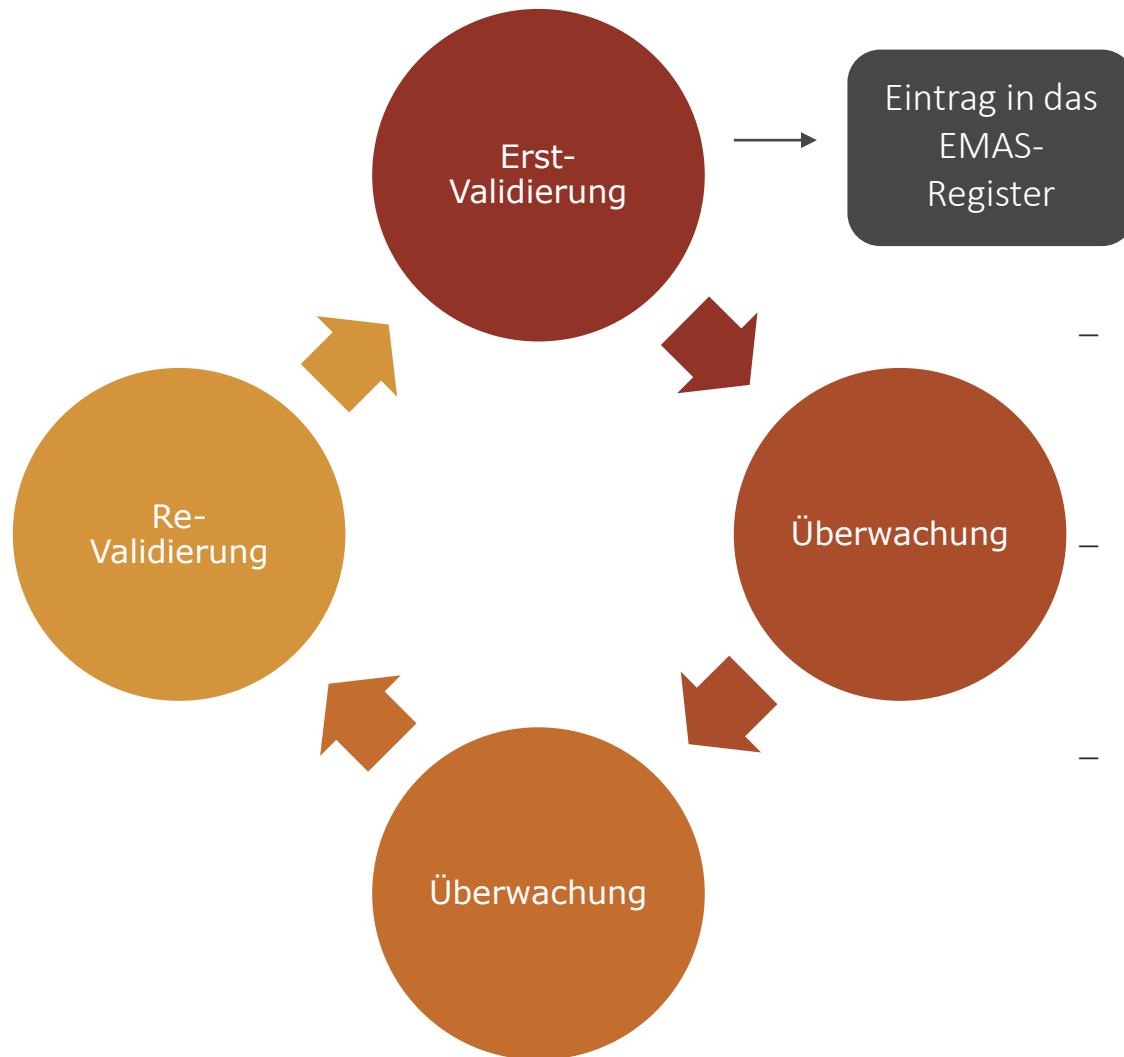 Erst-
Validierung
Eintrag in das
EMAS-
Register
–
Re-
Validierung
Überwachung
–
–
Überwachung